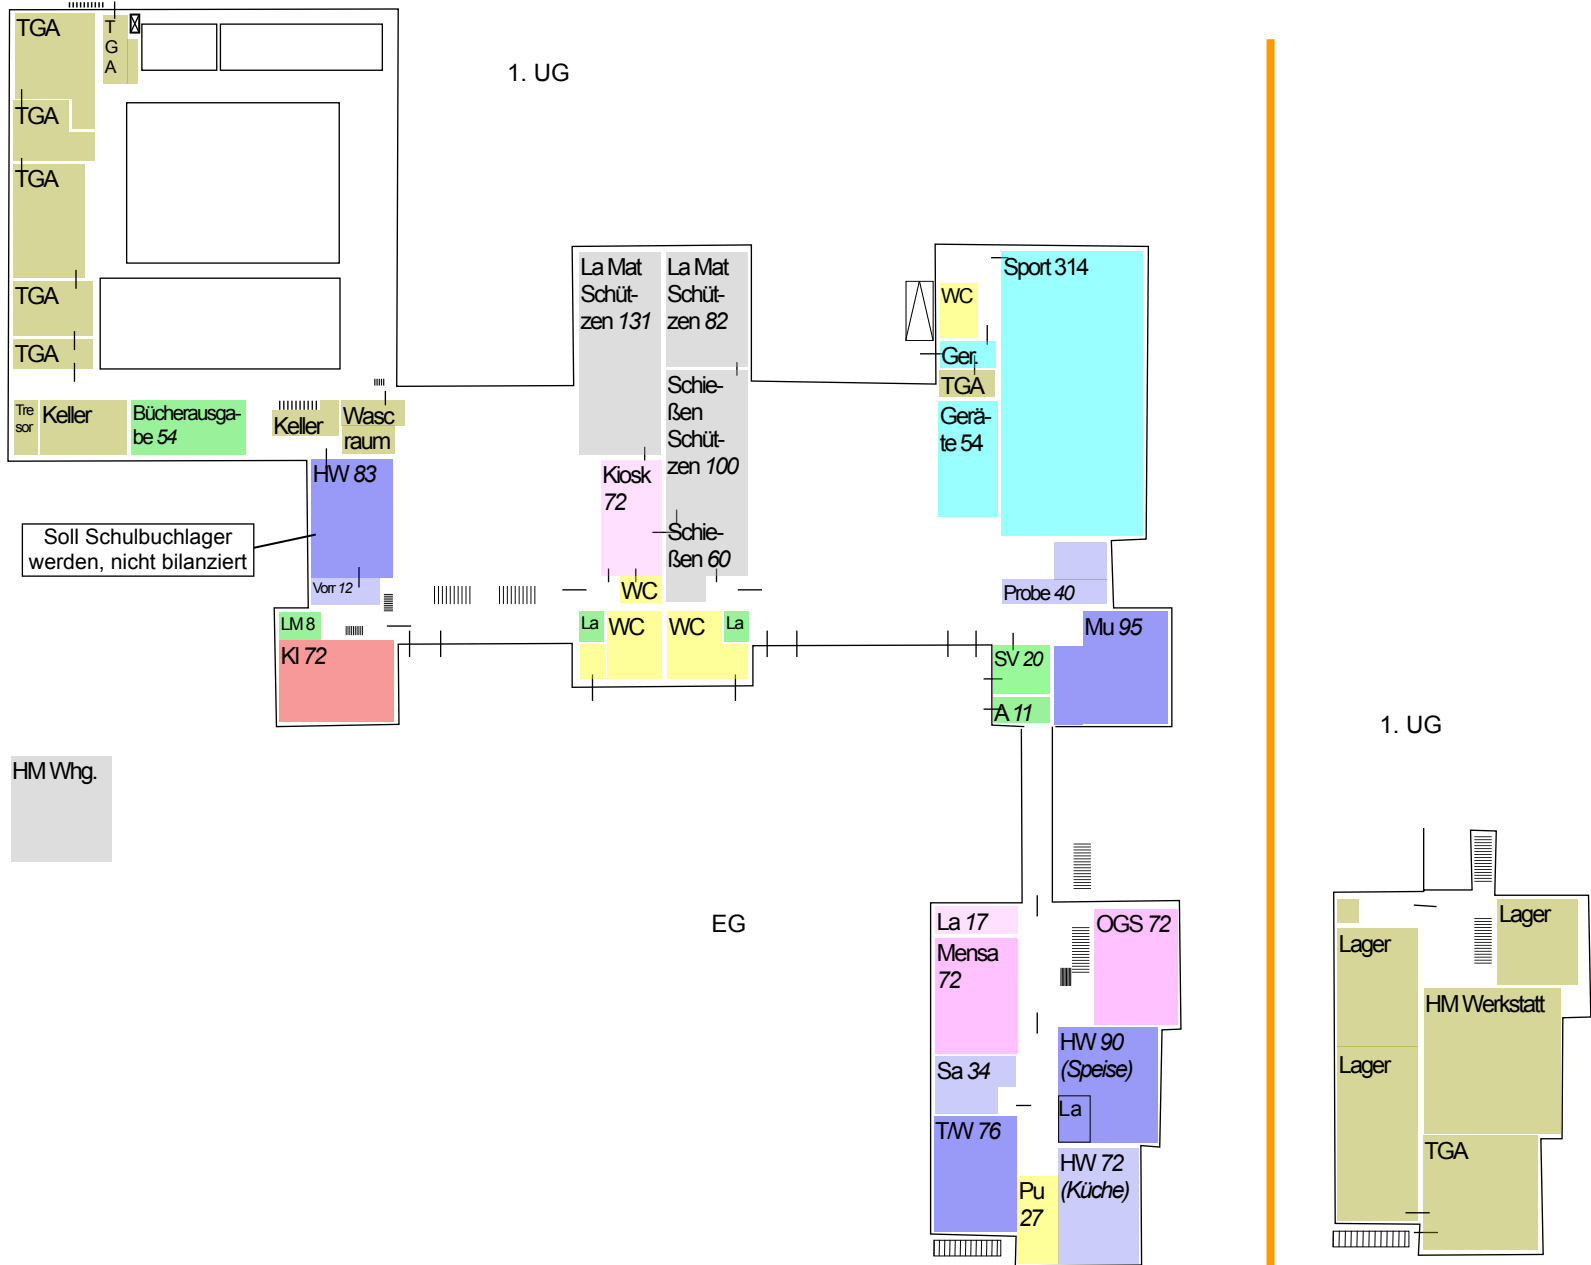 TGA
T
G
A
1. UG
TGA
TGA
TGA
TGA
La Mat
Schüt-
zen 131
La Mat
Schüt-
zen 82
Sport 314
WC
Ger.
TGA
Gerä-
te 54
Schie-
ßen
Schüt-
zen 100
Tre
sor
Keller
Bücherausga-
be 54
Keller
Wasc
raum
HW 83
Kiosk
72
Schie-
ßen 60
Soll Schulbuchlager
werden, nicht bilanziert
Vorr 12
WC
Probe 40
LM 8
La
WC
WC
La
Mu 95
KI 72
SV 20
A 11
1. UG
HM Whg.
EG
La 17
OGS 72
Mensa
72
Lager
Lager
HM Werkstatt
HW 90
(Speise)
Sa 34
Lager
La
T/W 76
HW 72
(Küche)
TGA
Pu
27